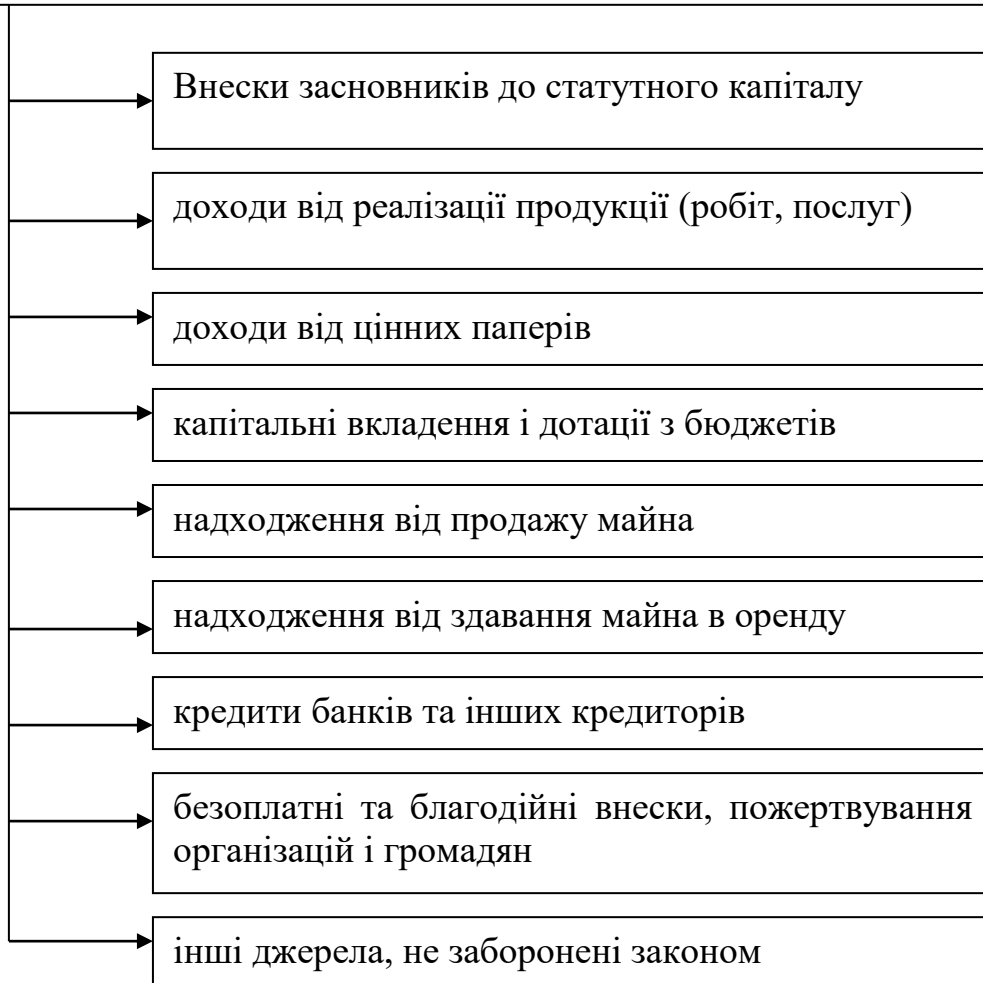 Внески засновників до статутного капіталу
доходи від реалізації продукції (робіт, послуг)
доходи від цінних паперів
капітальні вкладення і дотації з бюджетів
надходження від продажу майна
надходження від здавання майна в оренду
кредити банків та інших кредиторів
безоплатні та благодійні внески, пожертвування
організацій і громадян
інші джерела, не заборонені законом